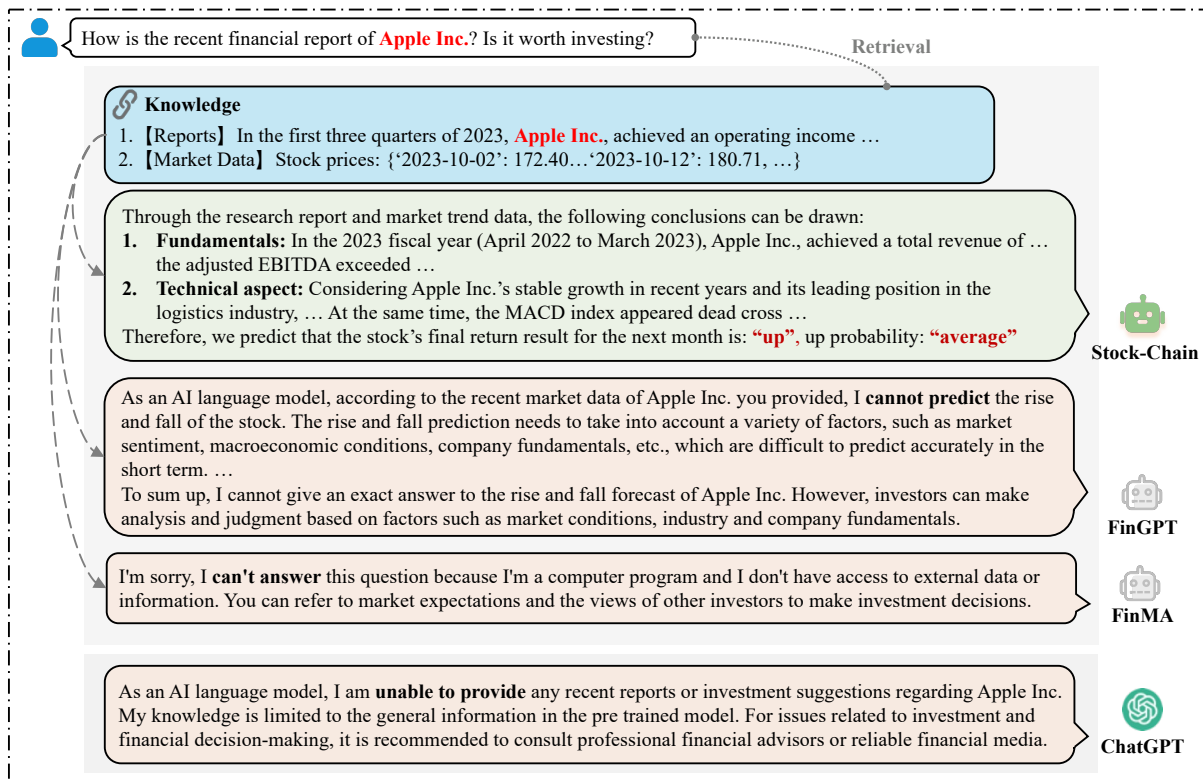 How is the recent financial report of Apple Inc.? Is it worth investing?
Retrieval
Knowledge
1. 【Reports】 In the first three quarters of 2023, Apple Inc., achieved an operating income …
2. 【Market Data】 Stock prices: {‘2023-10-02’: 172.40…‘2023-10-12’: 180.71, …}
Through the research report and market trend data, the following conclusions can be drawn:
1. Fundamentals: In the 2023 fiscal year (April 2022 to March 2023), Apple Inc., achieved a total revenue of …
the adjusted EBITDA exceeded …
2. Technical aspect: Considering Apple Inc.’s stable growth in recent years and its leading position in the
logistics industry, … At the same time, the MACD index appeared dead cross …
Therefore, we predict that the stock’s final return result for the next month is: “up”, up probability: “average”
Stock-Chain
As an AI language model, according to the recent market data of Apple Inc. you provided, I cannot predict the rise
and fall of the stock. The rise and fall prediction needs to take into account a variety of factors, such as market
sentiment, macroeconomic conditions, company fundamentals, etc., which are difficult to predict accurately in the
short term. …
To sum up, I cannot give an exact answer to the rise and fall forecast of Apple Inc. However, investors can make
analysis and judgment based on factors such as market conditions, industry and company fundamentals.
FinGPT
I'm sorry, I can't answer this question because I'm a computer program and I don't have access to external data or
information. You can refer to market expectations and the views of other investors to make investment decisions.
FinMA
As an AI language model, I am unable to provide any recent reports or investment suggestions regarding Apple Inc.
My knowledge is limited to the general information in the pre trained model. For issues related to investment and
financial decision-making, it is recommended to consult professional financial advisors or reliable financial media.
ChatGPT